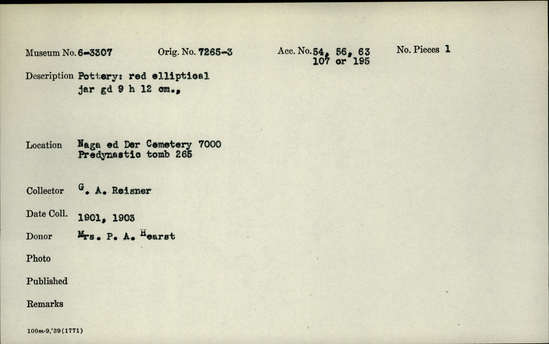 Museum No. 6-3307 Orig. No. 7265-3 Acc. No. 54, 56, 63 No. Pieces 1
107 or 195
Description Pottery: red elliptical
jar gd 9 h 12 cm.,
Location Naga ed Der Cemetery 7000
Predynastic tomb 265
Collector G. A. Reisner
Date Coll. 1901, 1903
Donor Mrs. P. A. Hearst
Photo
Published
Remarks
100m-9,'39(1771)